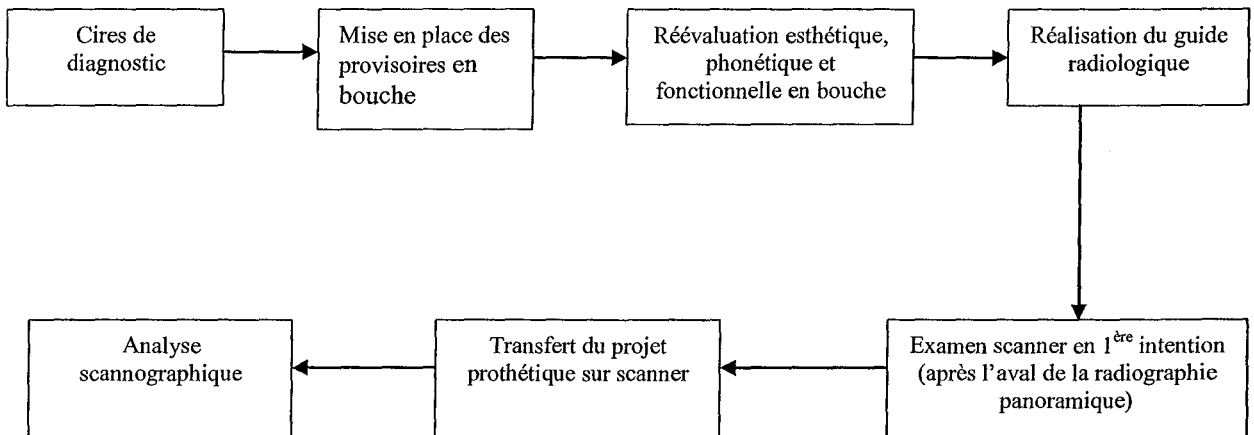 Cires de
diagnostic
Mise en place des
provisoires en
bouche
Réévaluation esthétique,
phonétique et
fonctionnelle en bouche
Réalisation du guide
radiologique
Examen scanner en 1ère intention
(après l'aval de la radiographie
panoramique)
Transfert du projet
prothétique sur scanner
Analyse
scannographique